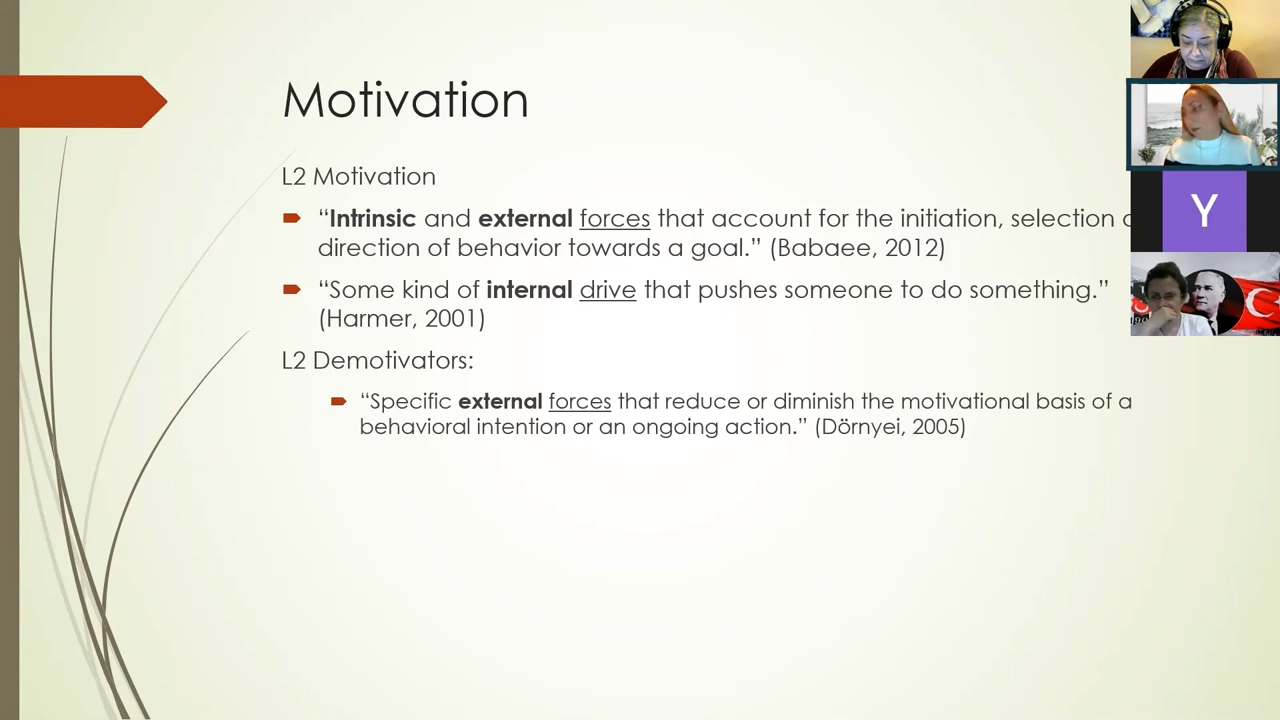 Motivation
L2 Motivation
“Intrinsic and external forces that account for the initiation, selection
direction of behavior towards a goal.” (Babaee, 2012)
“Some kind of internal drive that pushes someone to do something.”
(Harmer, 2001)
L2 Demotivators:
“Specific external forces that reduce or diminish the motivational basis of a
behavioral intention or an ongoing action.” (Dörnyei, 2005)
Y